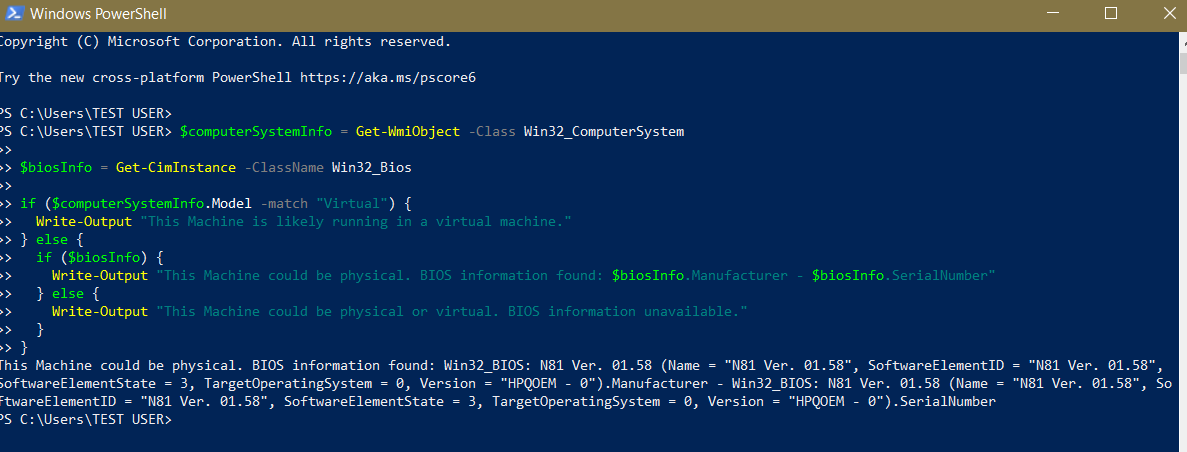 Windows PowerShell
Copyright (C) Microsoft Corporation. All rights reserved.
Try the new cross-platform PowerShell https://aka.ms/pscore6
PS C:\Users\TEST USER>
PS C:\Users\TEST USER> $computerSystemInfo = Get-WmiObject -Class Win32_ComputerSystem
>>
>> $biosInfo = Get-CimInstance -ClassName Win32_Bios
>>
>> if ($computerSystemInfo.Model -match "Virtual") {
>>   Write-Output "This Machine is likely running in a virtual machine."
>> } else {
>>   if ($biosInfo) {
>>     Write-Output "This Machine could be physical. BIOS information found: $biosInfo.Manufacturer - $biosInfo.SerialNumber"
>>   } else {
>>     Write-Output "This Machine could be physical or virtual. BIOS information unavailable."
>>   }
>> }
This Machine could be physical. BIOS information found: Win32_BIOS: N81 Ver. 01.58 (Name = "N81 Ver. 01.58", SoftwareElementID = "N81 Ver. 01.58",
SoftwareElementState = 3, TargetOperatingSystem = 0, Version = "HPQOEM - 0").Manufacturer - Win32_BIOS: N81 Ver. 01.58 (Name = "N81 Ver. 01.58", So
ftwareElementID = "N81 Ver. 01.58", SoftwareElementState = 3, TargetOperatingSystem = 0, Version = "HPQOEM - 0").SerialNumber
PS C:\Users\TEST USER>